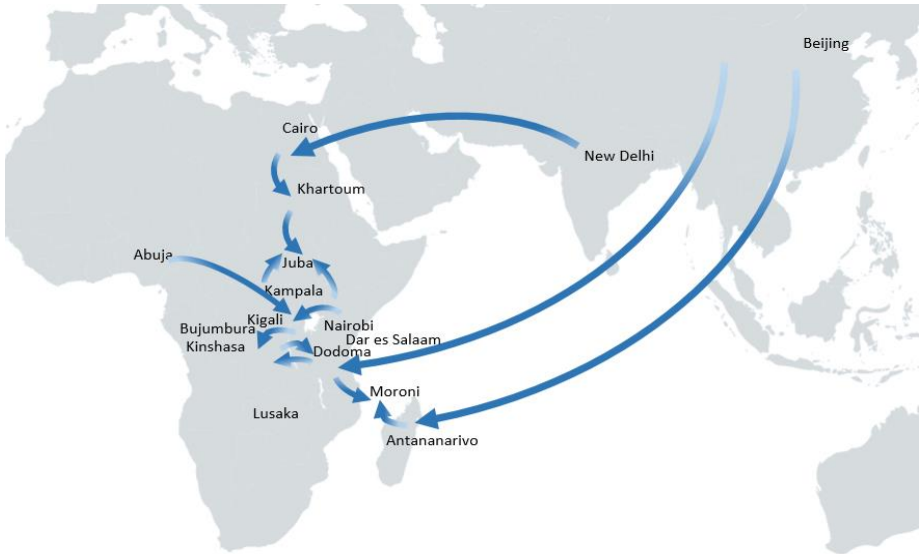 Beijing
Cairo
New Delhi
Khartoum
Abuja
Juba
Kampala
Kigali
Nairobi
Bujumbura
Dar es Salaam
Kinshasa
Dodoma
Moroni
Lusaka
Antananarivo